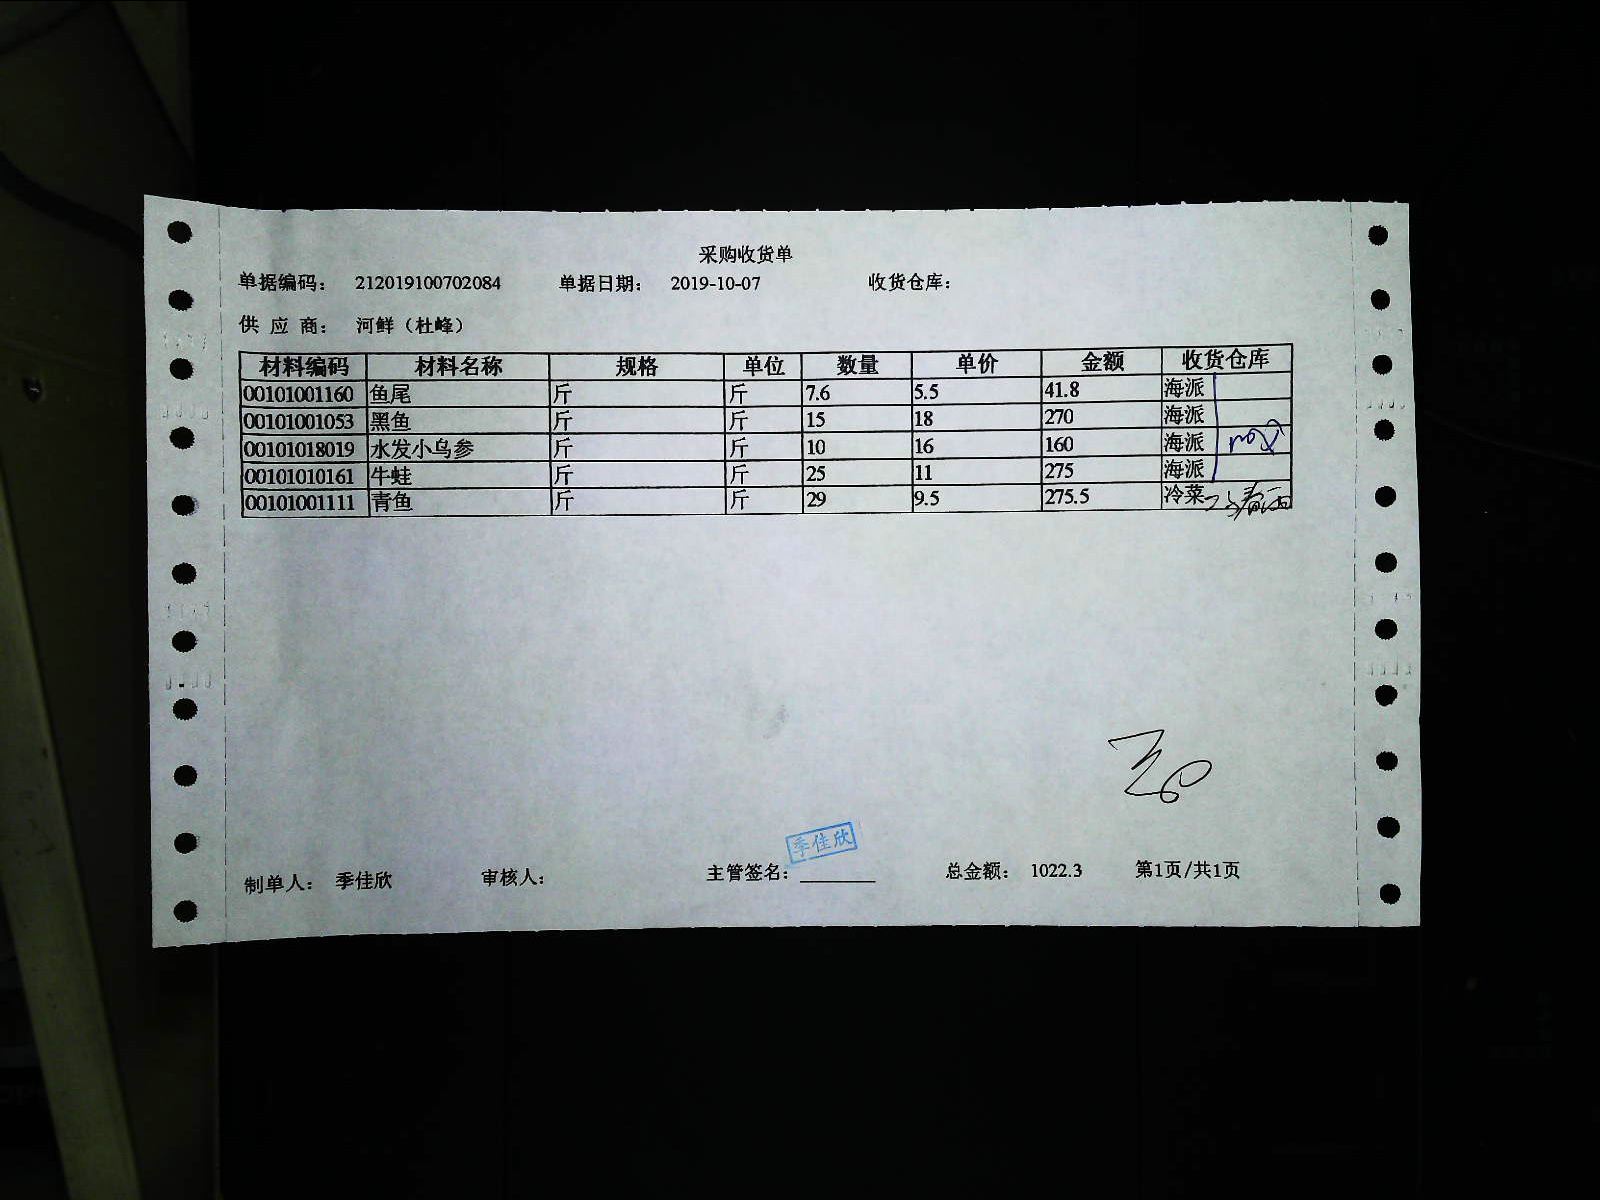 采购收货单
单据编码： 212019100702084 单据日期： 2019-10-07 收货仓库：
供 应 商： 河鲜（杜峰）
材料编码 材料名称 规格 单位 数量 单价 金额 收货仓库
00101001160 鱼尾 斤 斤 7.6 5.5 41.8 海派
00101001053 黑鱼 斤 斤 15 18 270 海派
00101018019 水发小乌参 斤 斤 10 16 160 海派
00101010161 牛蛙 斤 斤 25 11 275 海派
00101001111 青鱼 斤 斤 29 9.5 275.5 冷菜
季佳欣
制单人： 季佳欣 审核人： 主管签名：________ 总金额： 1022.3 第1页/共1页